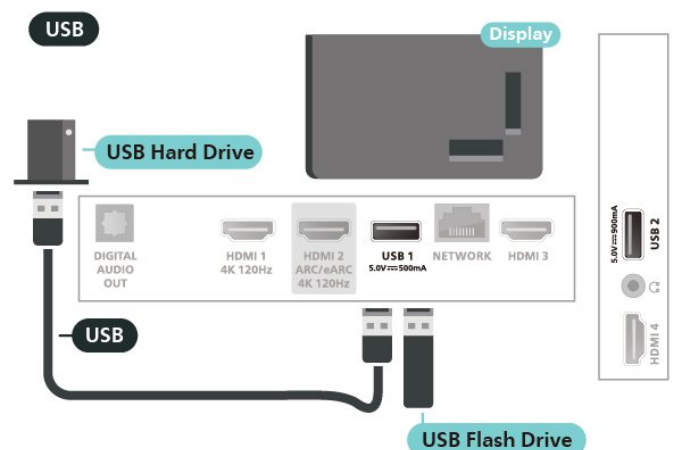 USB
Display
USB Hard Drive
DIGITAL
AUDIO
OUT
HDMI 1
4K 120Hz
HDMI 2
ARC/eARC
4K 120Hz
USB 1
5.0V⎓500mA
NETWORK
HDMI 3
USB
USB Flash Drive
5.0V⎓900mA
USB 2
HDMI 4